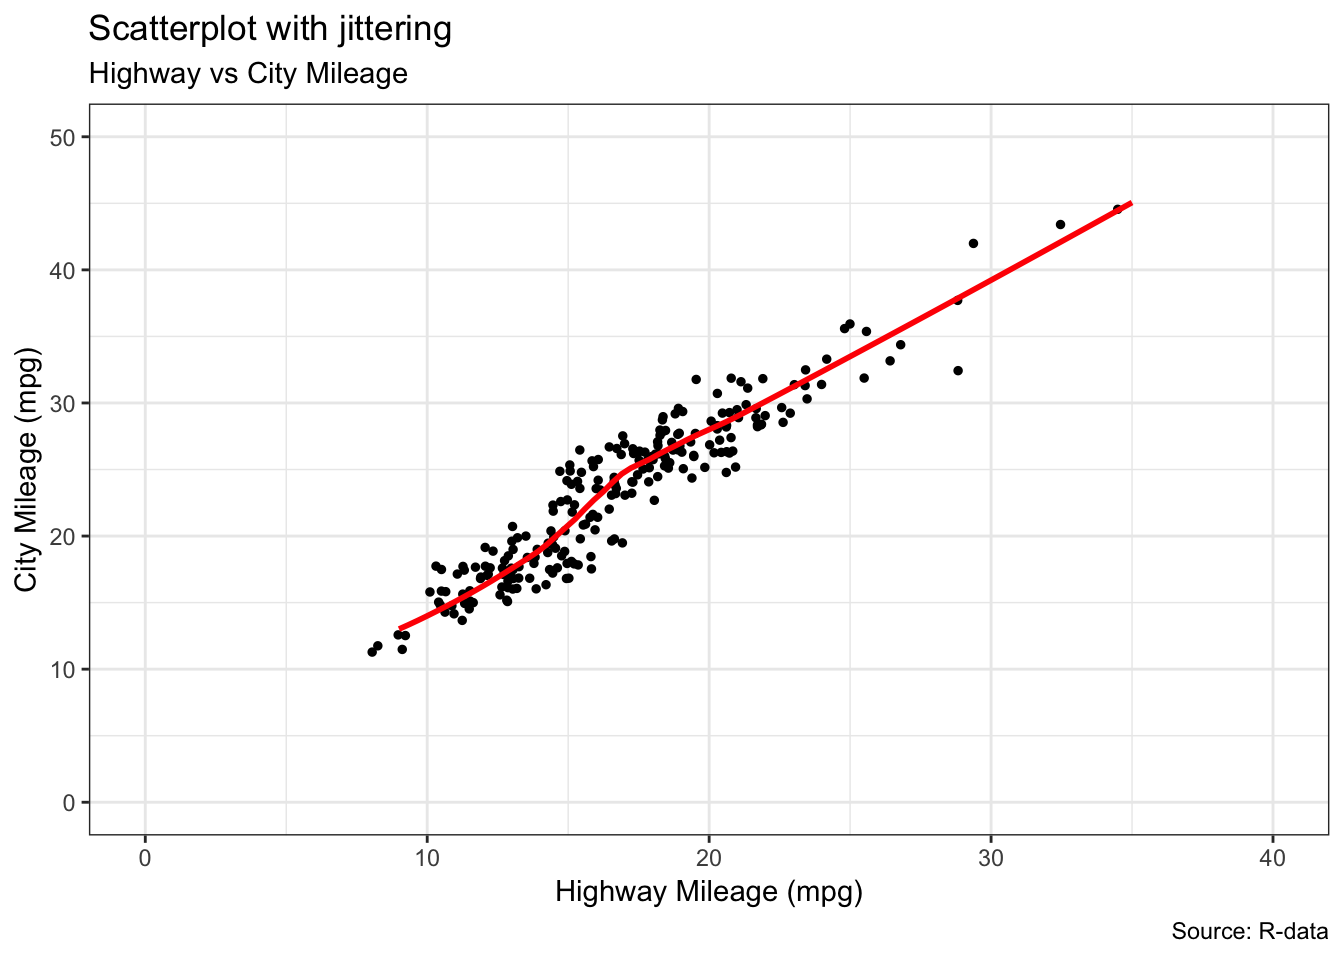 Scatterplot with jittering
Highway vs City Mileage
City Mileage (mpg)
50
40
30
20
10
0
0 10 20 30 40
Highway Mileage (mpg)
Source: R-data